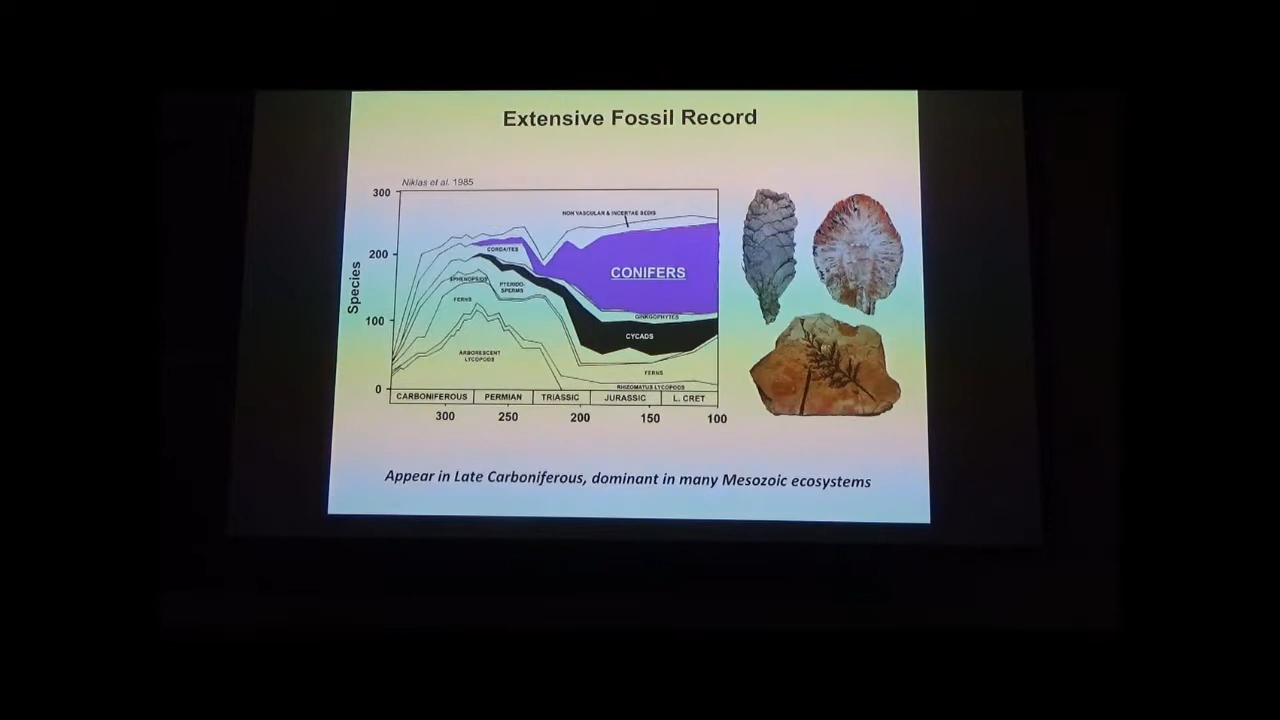 Extensive Fossil Record
Niklas et al. 1985
300
200
100
0
Species
NON VASCULAR & INCERTAE SEDIS
CORDAITES
CONIFERS
SPHENOPSIDS
PTERIDO-
SPERMS
FERNS
GINKGOPHYTES
CYCADS
ARBORESCENT
LYCOPODS
FERNS
RHIZOMATUS LYCOPODS
CARBONIFEROUS
PERMIAN
TRIASSIC
JURASSIC
L. CRET
300
250
200
150
100
Appear in Late Carboniferous, dominant in many Mesozoic ecosystems